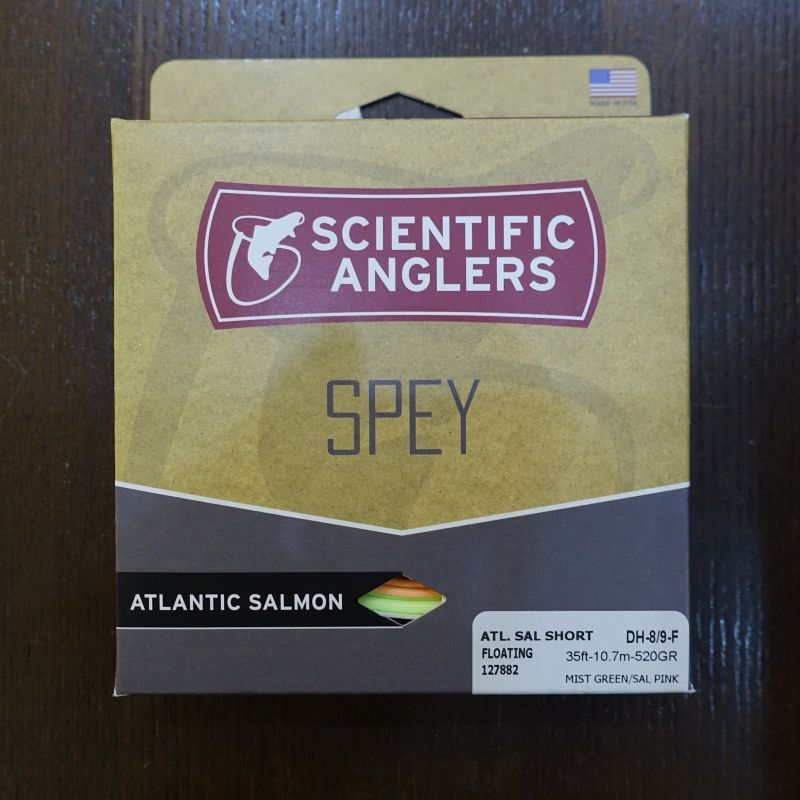 MADE IN USA
SCIENTIFIC
ANGLERS
SPEY
ATLANTIC SALMON
ATL. SAL SHORT DH-8/9-F
FLOATING 35ft-10.7m-520GR
127882
MIST GREEN/SAL PINK